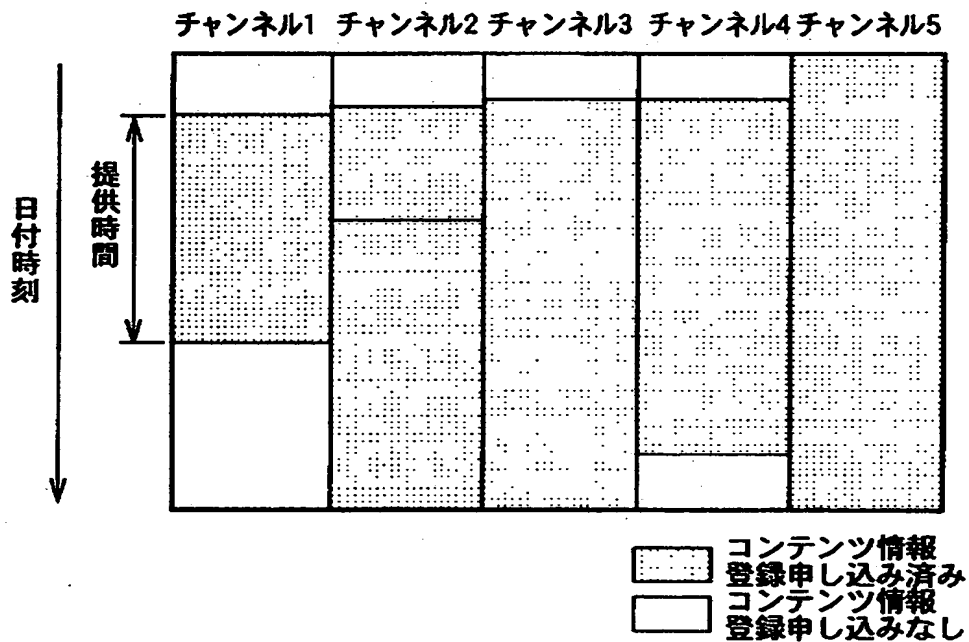 チャンネル1 チャンネル2 チャンネル3 チャンネル4 チャンネル5
日付時刻
提供時間
コンテンツ情報
登録申し込み済み
コンテンツ情報
登録申し込みなし